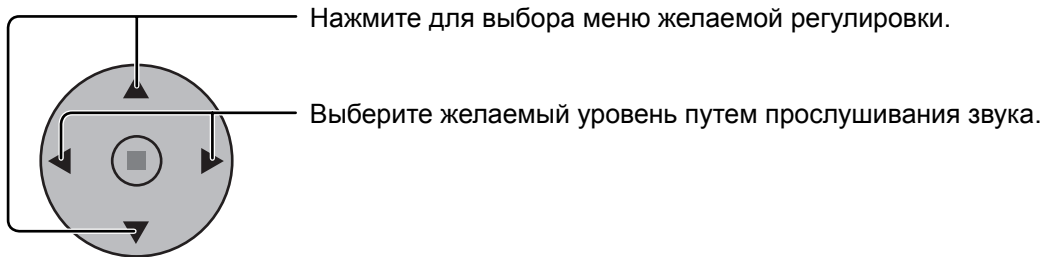 Нажмите для выбора меню желаемой регулировки.
Выберите желаемый уровень путем прослушивания звука.